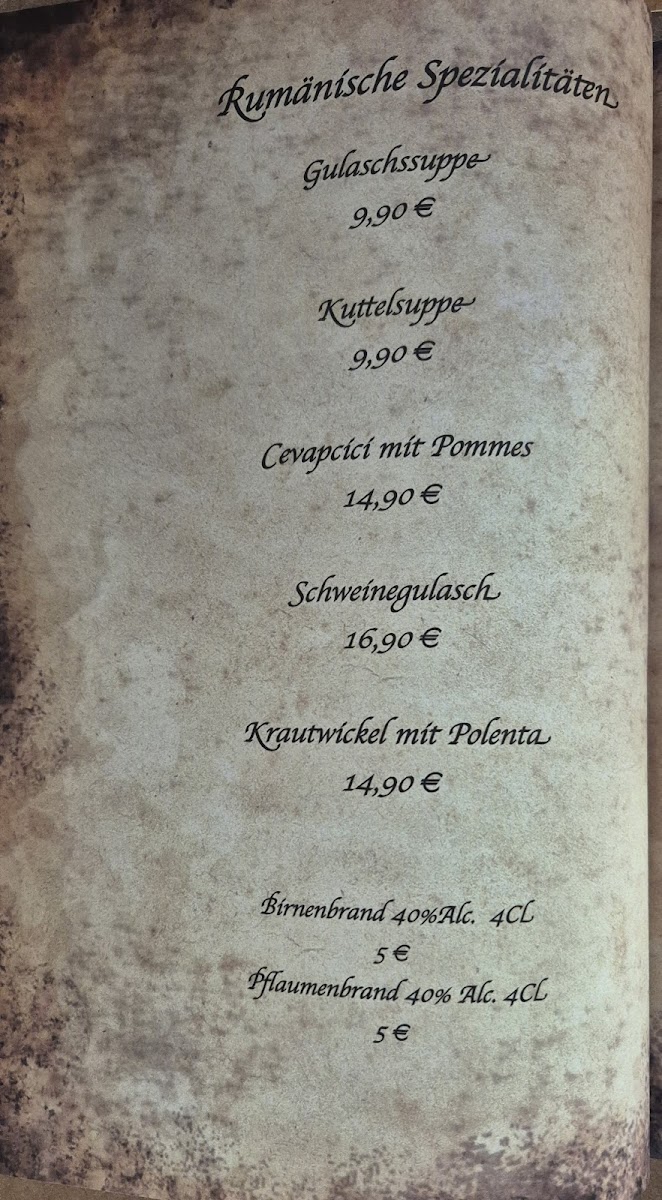 Rumänische Spezialitäten
Gulaschssuppe
9,90 €
Kuttelsuppe
9,90 €
Cevapcici mit Pommes
14,90 €
Schweinegulasch
16,90 €
Krautwickel mit Polenta
14,90 €
Birnenbrand 40%Alc. 4CL
5 €
Pflaumenbrand 40% Alc. 4CL
5 €